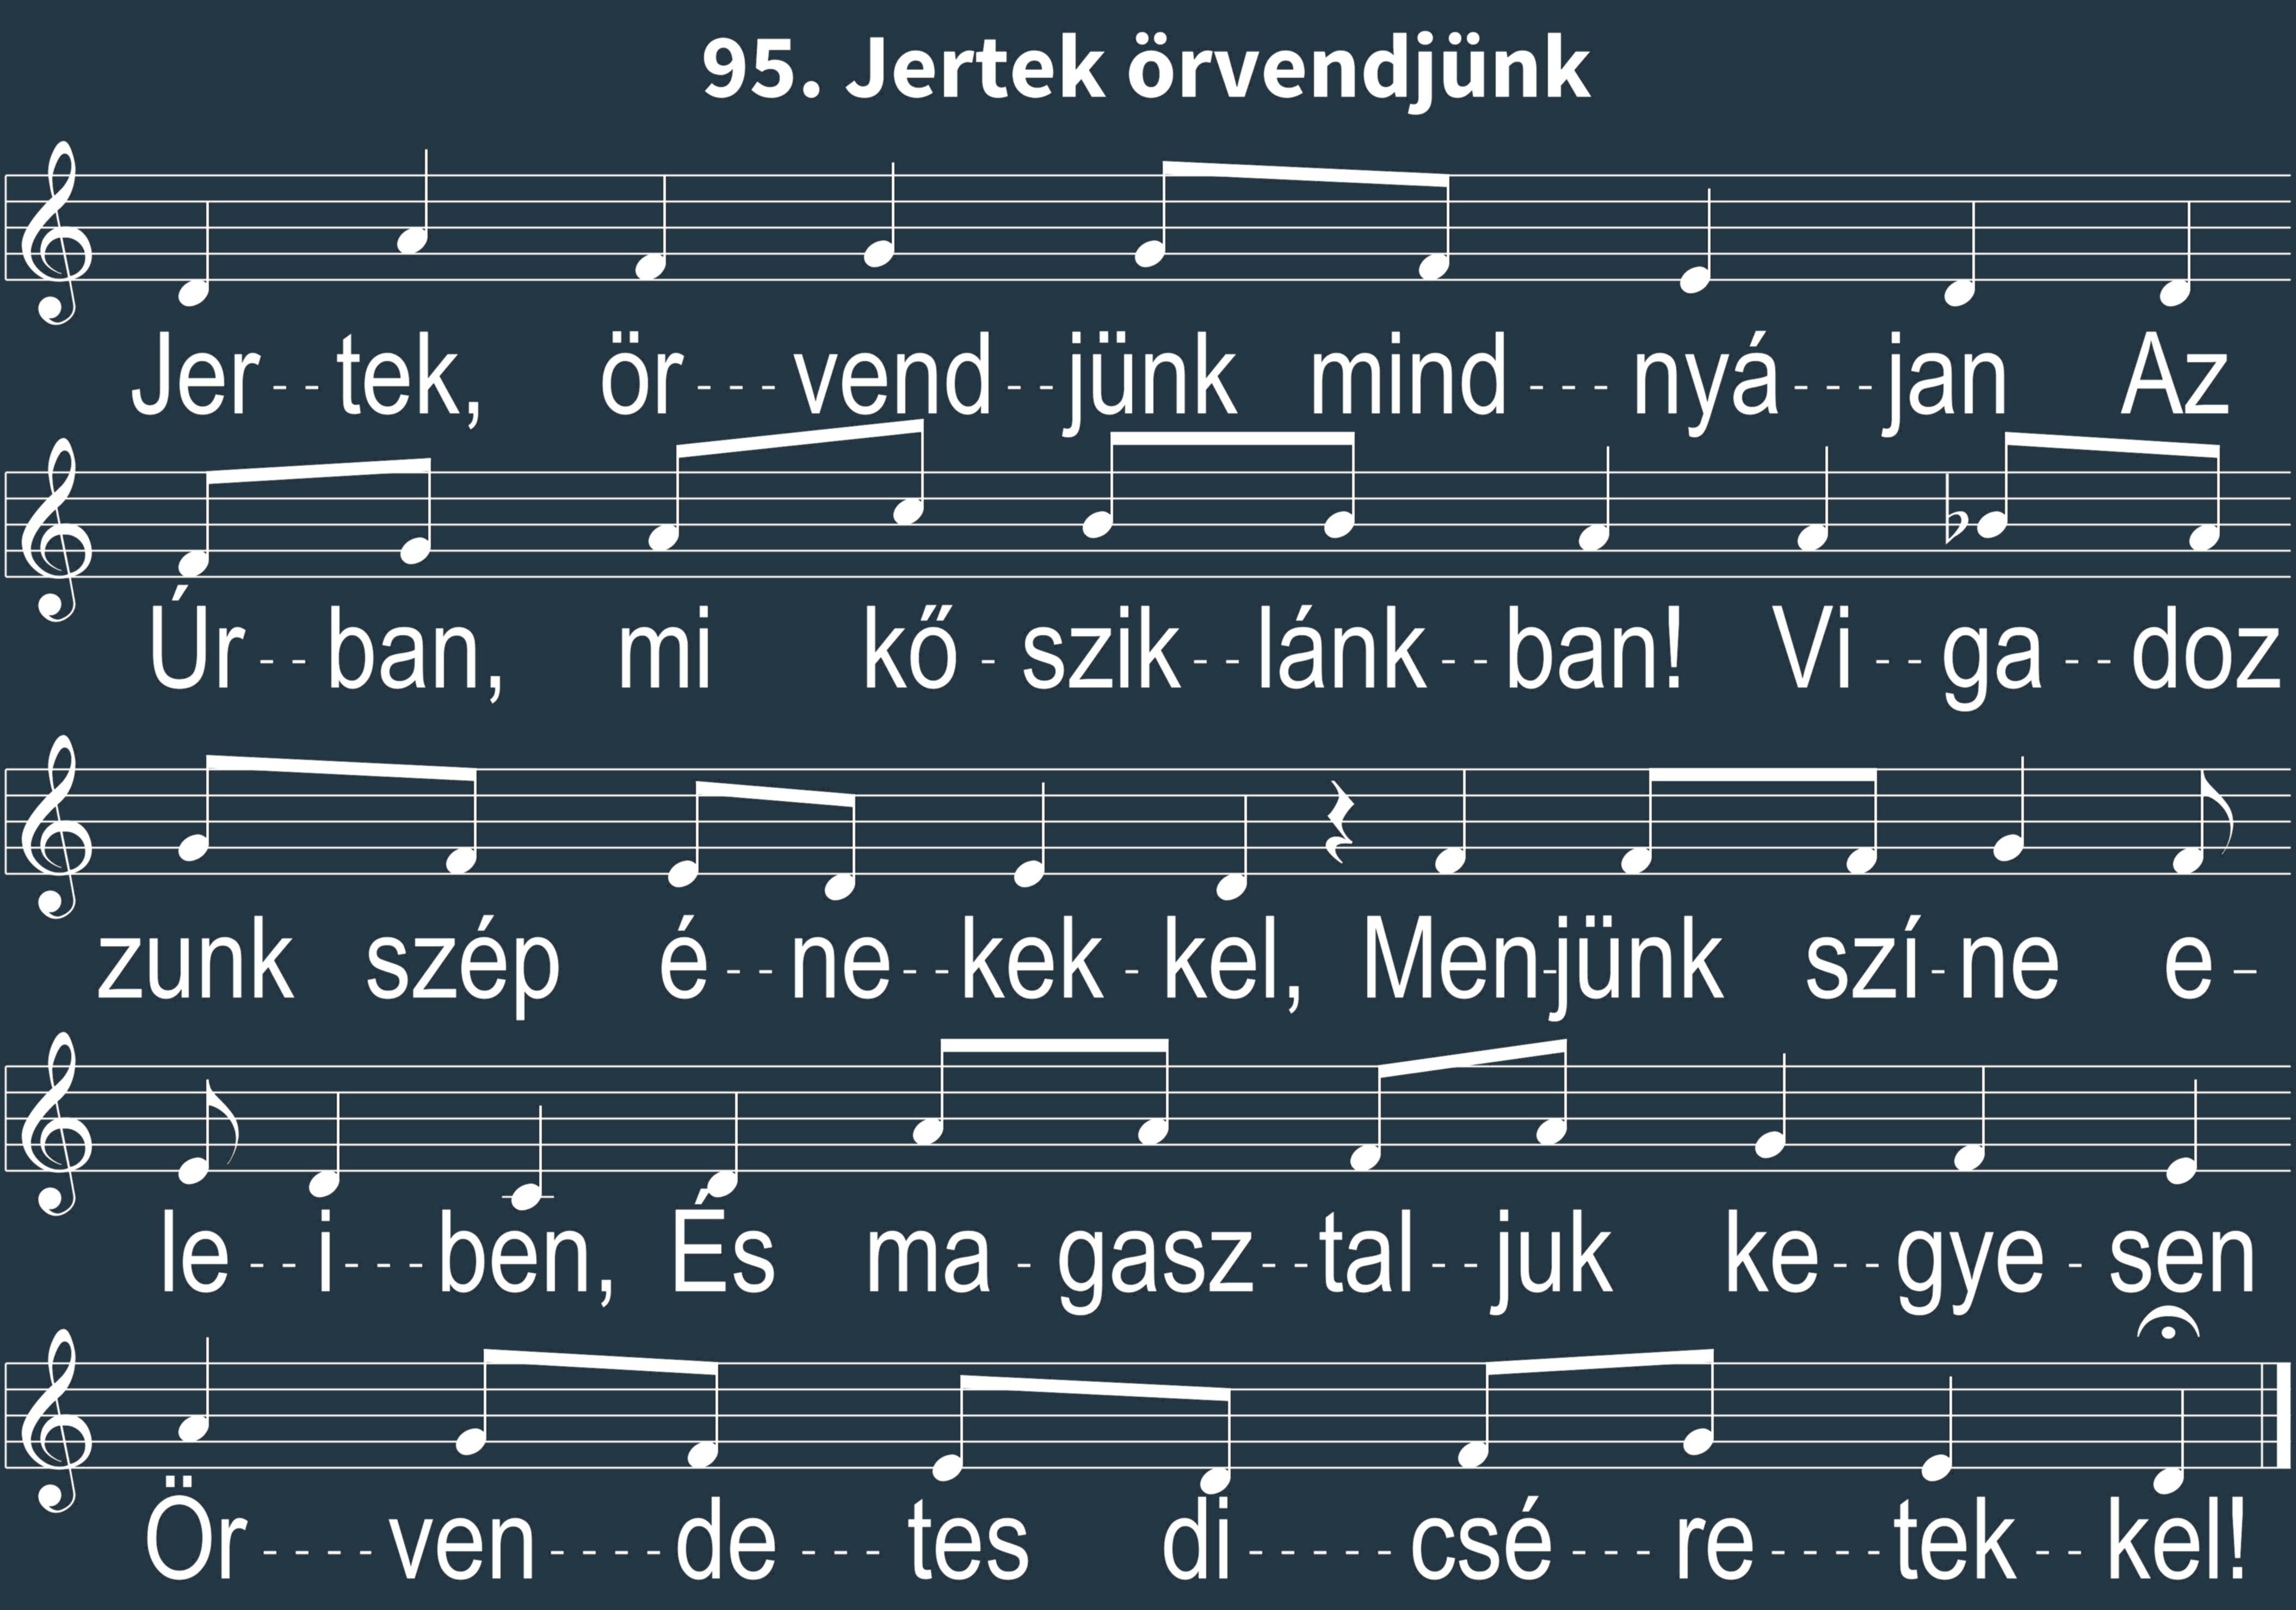 95. Jertek örvendjünk
Jer--tek, ör---vend--jünk mind---nyá---jan Az
Úr--ban, mi kő-szik--lánk--ban! Vi--ga--doz
zunk szép é--ne--kek-kel, Men-jünk szí-ne e-
le--i---ben, És ma-gasz--tal--juk ke--gye-sen
Ör----ven----de---tes di-----csé---re----tek--kel!